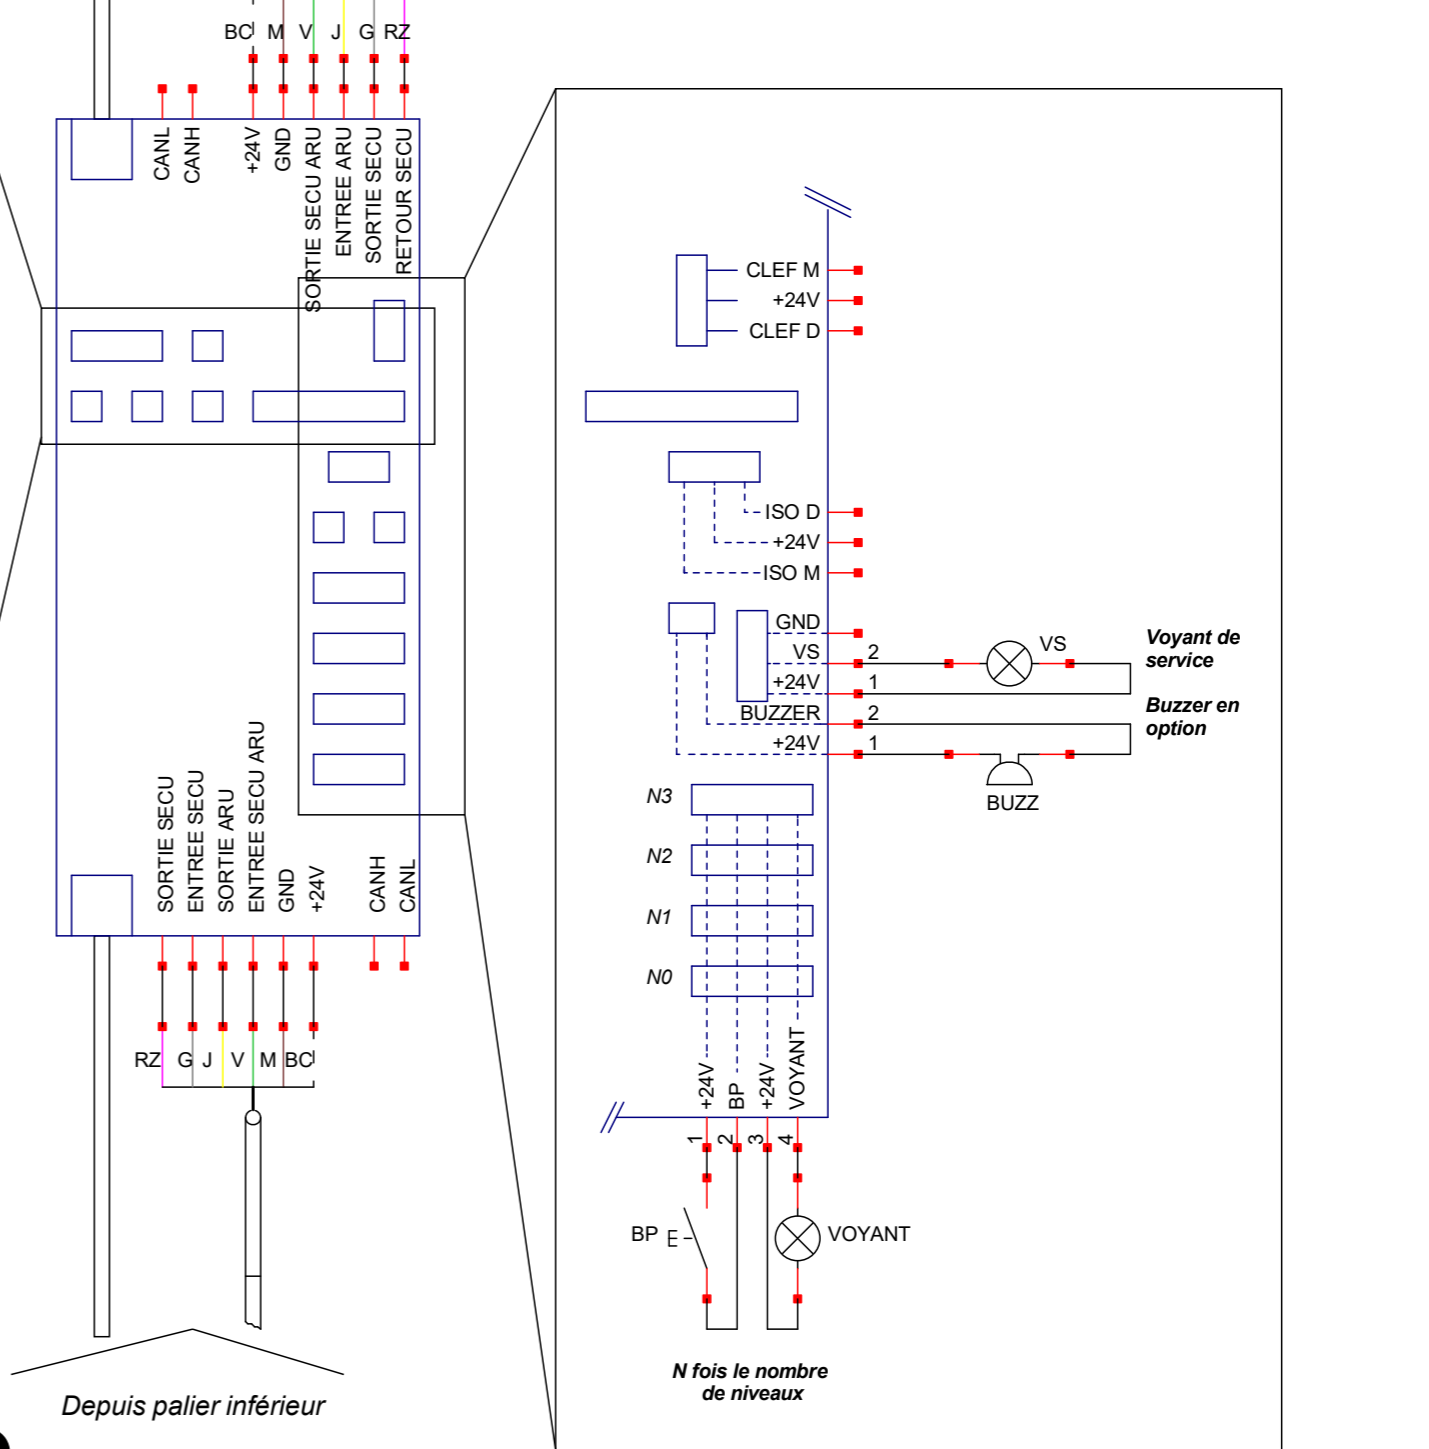 BC M V J G RZ
CANL
CANH
+24V
GND
SORTIE SECU ARU
ENTREE ARU
SORTIE SECU
RETOUR SECU
SORTIE SECU
ENTREE SECU
SORTIE ARU
ENTREE SECU ARU
GND
+24V
CANH
CANL
RZ G J V M BC
Depuis palier inférieur
CLEF M
+24V
CLEF D
ISO D
+24V
ISO M
GND
VS 2
+24V 1
BUZZER 2
+24V 1
VS
Voyant de
service
Buzzer en
option
BUZZ
N3
N2
N1
N0
+24V
BP
+24V
VOYANT
1
2
3
4
BP
VOYANT
N fois le nombre
de niveaux